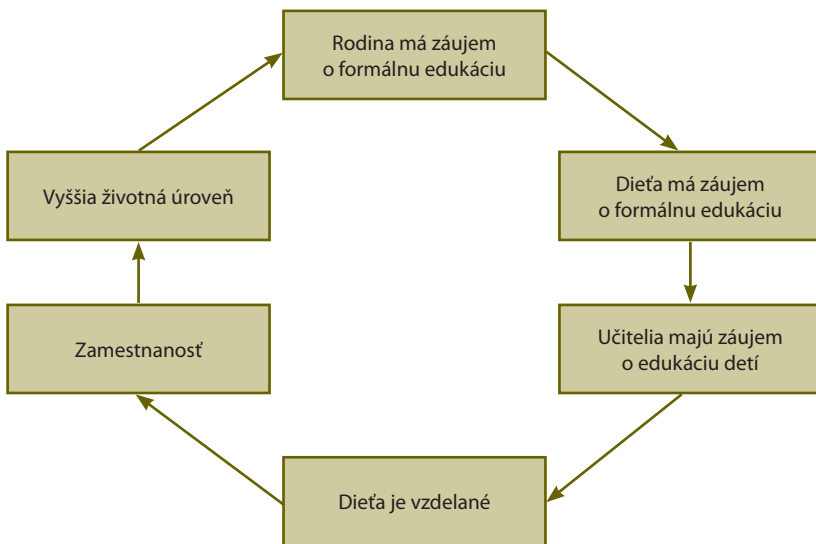 Rodina má záujem
o formálnu edukáciu
Dieťa má záujem
o formálnu edukáciu
Učitelia majú záujem
o edukáciu detí
Dieťa je vzdelané
Zamestnanosť
Vyššia životná úroveň